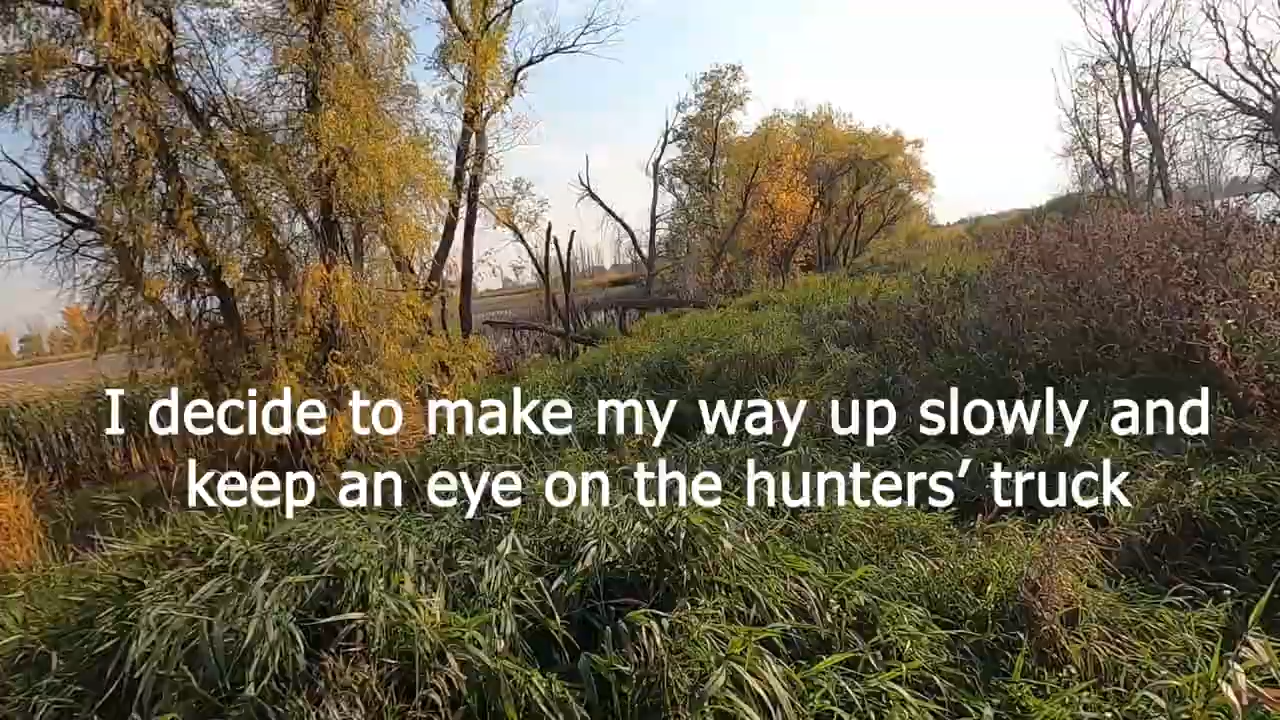 I decide to make my way up slowly and
keep an eye on the hunters’ truck